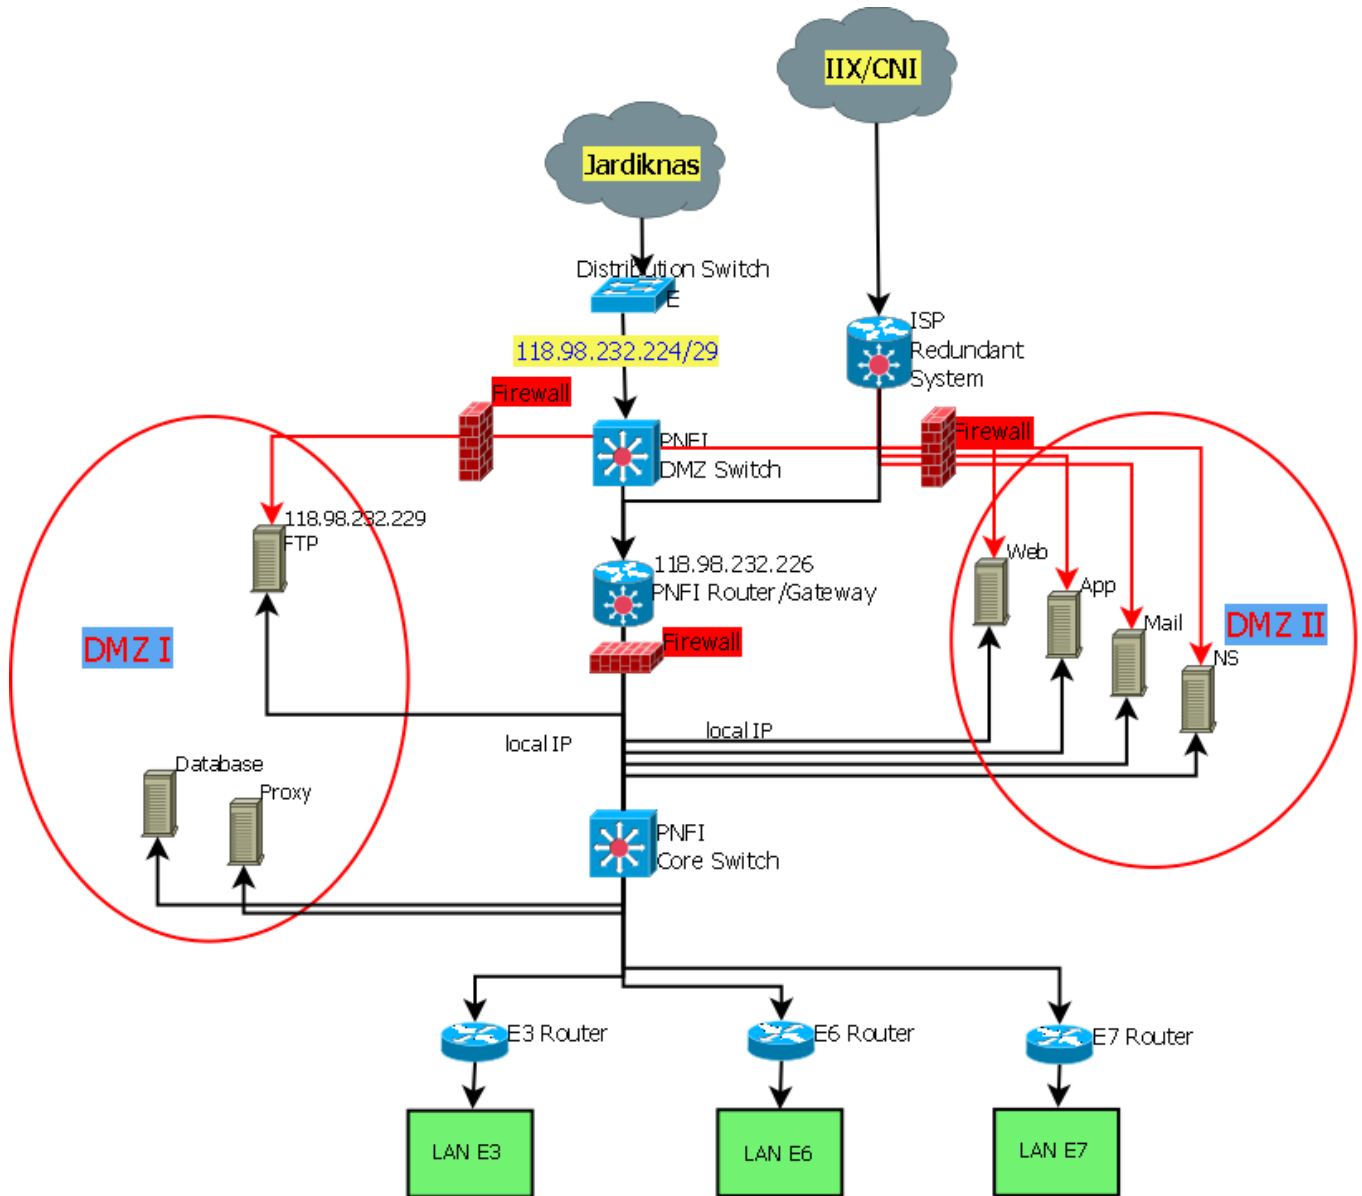 IIX/CNI
Jardiknas
Distribution Switch
E
118.98.232.224/29
ISP
Redundant
System
Firewall
Firewall
PNFI
DMZ Switch
118.98.232.229
FTP
118.98.232.226
PNFI Router/Gateway
Web
App
Mail
NS
DMZ I
DMZ II
Firewall
local IP
local IP
Database
Proxy
PNFI
Core Switch
E3 Router
E6 Router
E7 Router
LAN E3
LAN E6
LAN E7